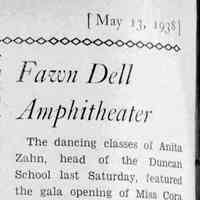 [May 13, 1938]
Fawn Dell
Amphitheater
The dancing classes of Anita
Zahn, head of the Duncan
School last Saturday, featured
the gala opening of Miss Cora